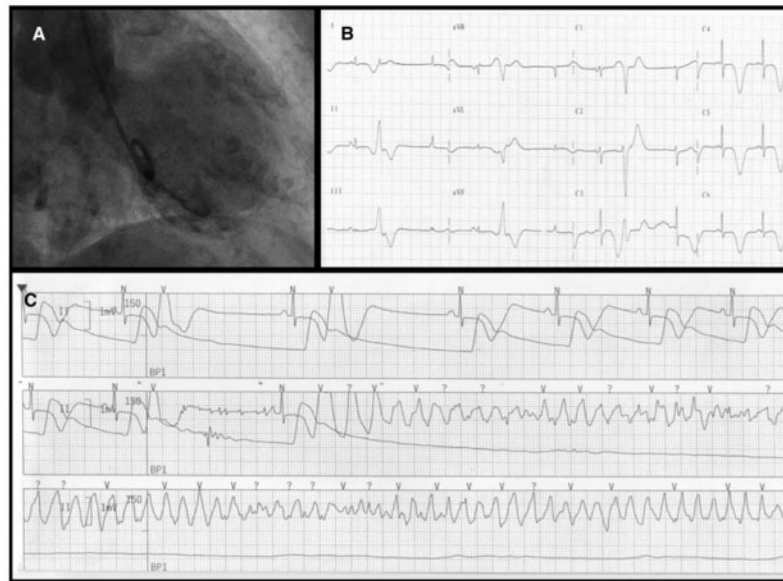 A
B
I aVR C1 C4
II aVL C2 C5
III aVF C3 C6
C
N V N V N N N N
II 1mV 150
BP1
N N V N V ? V V ? ? V V ? V ? V ?
II 1mV 150
BP1
? ? V V V V ? ? ? V ? V V V ? V V V V
II 1mV 150
BP1